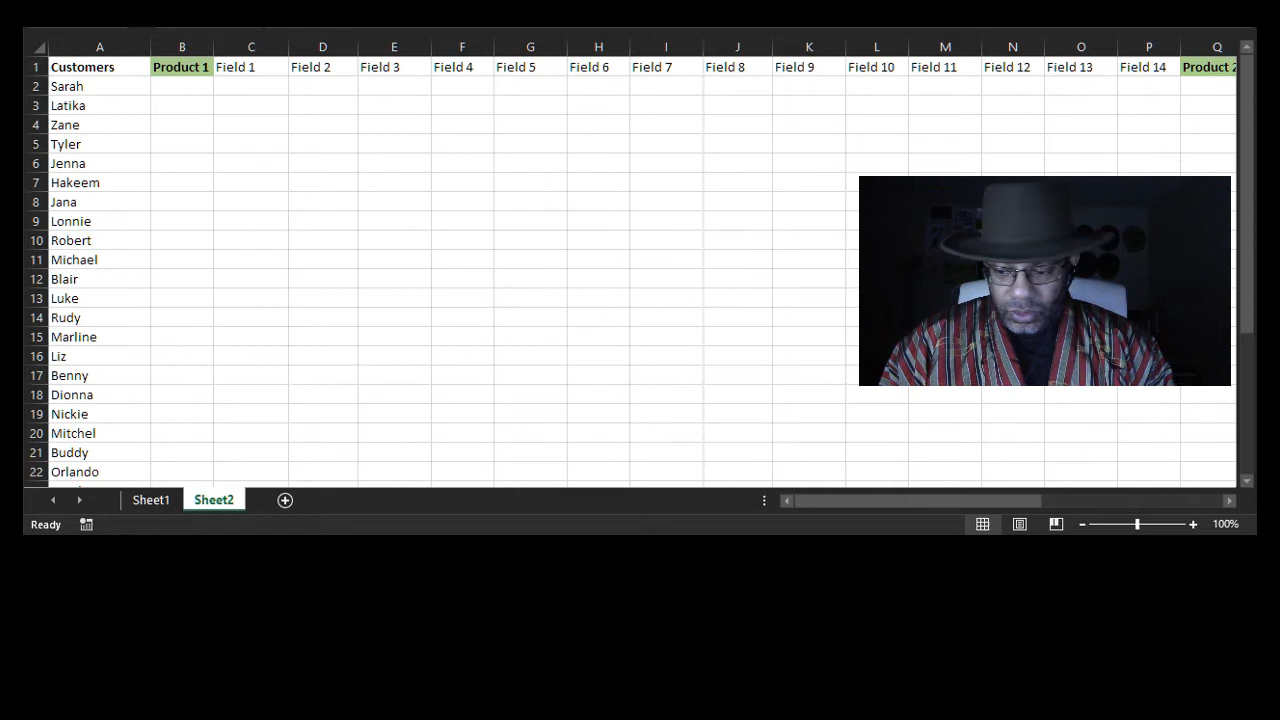 A B C D E F G H I J K L M N O P Q
1 Customers Product 1 Field 1 Field 2 Field 3 Field 4 Field 5 Field 6 Field 7 Field 8 Field 9 Field 10 Field 11 Field 12 Field 13 Field 14 Product 2
2 Sarah
3 Latika
4 Zane
5 Tyler
6 Jenna
7 Hakeem
8 Jana
9 Lonnie
10 Robert
11 Michael
12 Blair
13 Luke
14 Rudy
15 Marline
16 Liz
17 Benny
18 Dionna
19 Nickie
20 Mitchel
21 Buddy
22 Orlando
Sheet1 Sheet2
Ready 100%